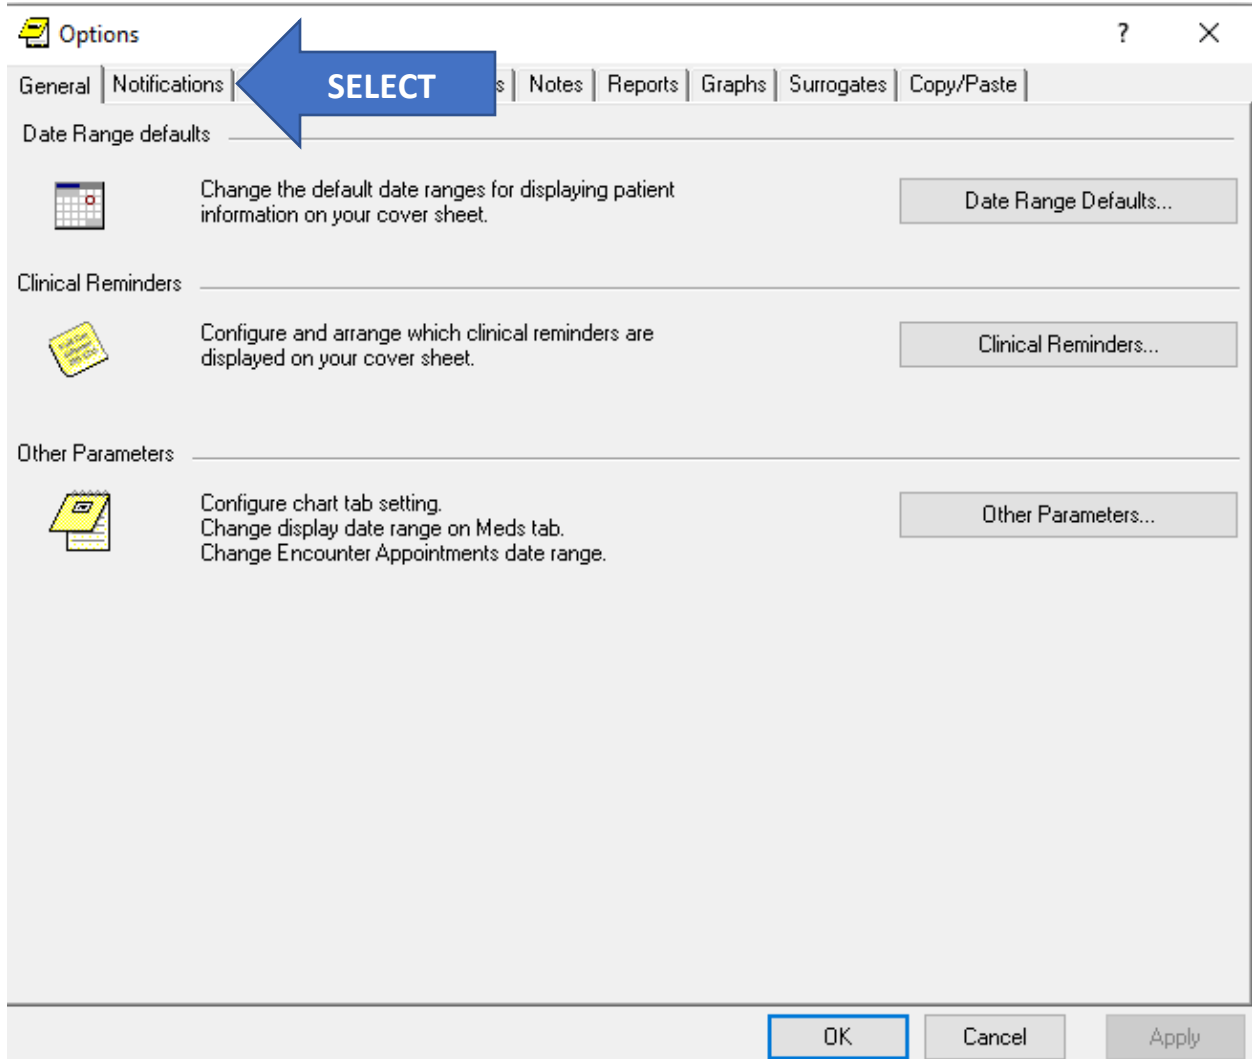 Options ?
General Notifications SELECT s Notes Reports Graphs Surrogates Copy/Paste
Date Range defaults
Change the default date ranges for displaying patient
information on your cover sheet.
Date Range Defaults...
Clinical Reminders
Configure and arrange which clinical reminders are
displayed on your cover sheet.
Clinical Reminders...
Other Parameters
Configure chart tab setting.
Change display date range on Meds tab.
Change Encounter Appointments date range.
Other Parameters...
OK Cancel Apply